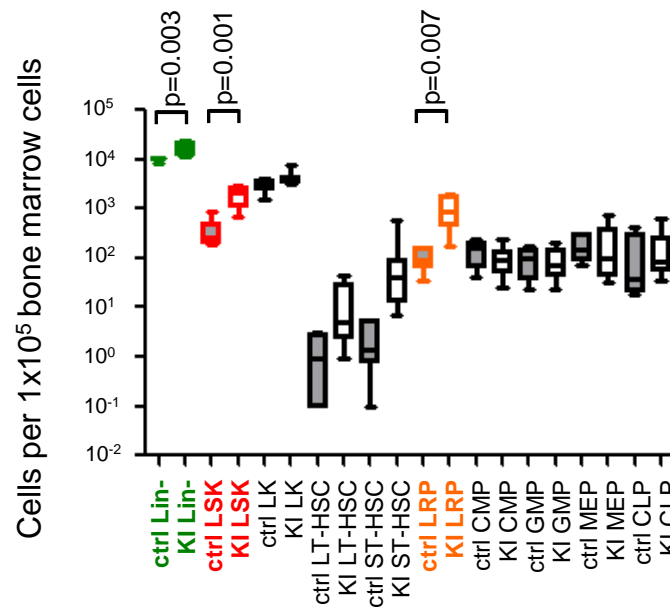 p=0.003
p=0.001
p=0.007
Cells per 1x10⁵ bone marrow cells
10⁵
10⁴
10³
10²
10¹
10⁰
10⁻¹
10⁻²
ctrl Lin-
KI Lin-
ctrl LSK
KI LSK
ctrl LK
KI LK
ctrl LT-HSC
KI LT-HSC
ctrl ST-HSC
KI ST-HSC
ctrl LRP
KI LRP
ctrl CMP
KI CMP
ctrl GMP
KI GMP
ctrl MEP
KI MEP
ctrl CLP
KI CLP